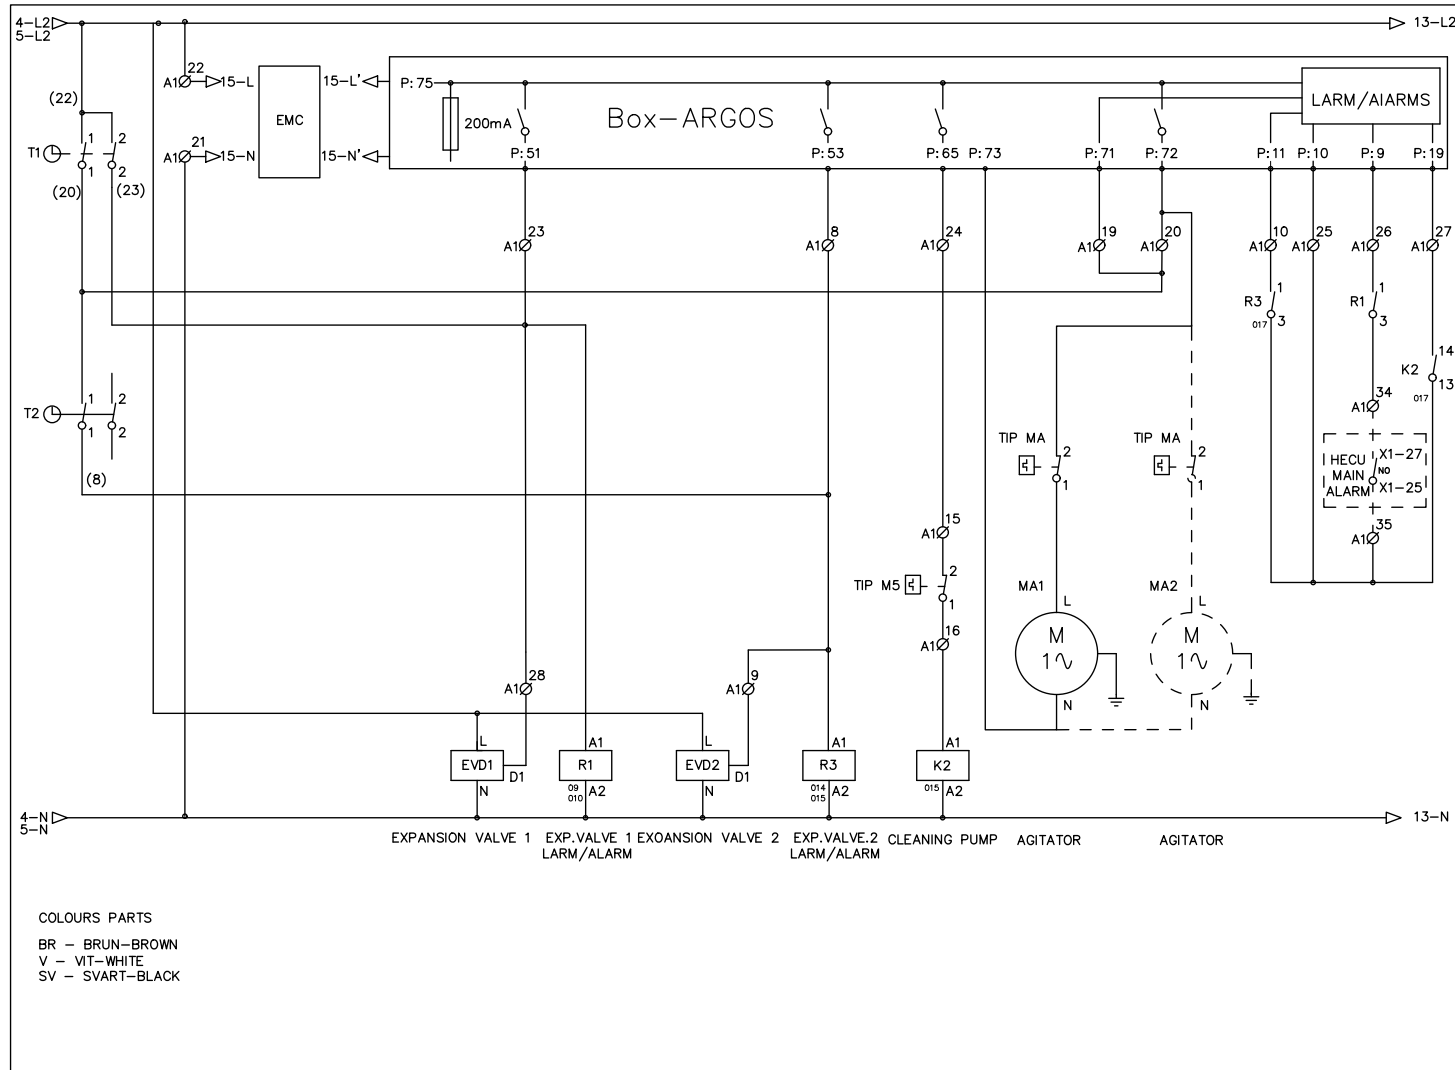 4-L2
5-L2
13-L2
22
A1
15-L
15-L'
P:75
EMC
200mA
Box-ARGOS
LARM/AlARMS
(22)
21
A1
15-N
15-N'
T1
1
2
1
2
(20)
(23)
P:51
P:53
P:65
P:73
P:71
P:72
P:11
P:10
P:9
P:19
A1 23
A1 8
A1 24
A1 19
A1 20
A1 10
A1 25
A1 26
A1 27
R3 1
017 3
R1 1
3
14
K2
13
017
T2
1
2
1
2
(8)
A1 34
TIP MA 2
1
TIP MA 2
1
HECU
MAIN
ALARM
X1-27
NO
X1-25
A1 35
A1 15
TIP M5 2
1
A1 16
MA1 L
M
1
N
MA2 L
M
1
N
A1 28
A1 9
L
EVD1
D1
N
A1
R1
09
010
A2
L
EVD2
D1
N
A1
R3
014
015
A2
A1
K2
015
A2
4-N
5-N
13-N
EXPANSION VALVE 1
EXP.VALVE 1
LARM/ALARM
EXOANSION VALVE 2
EXP.VALVE.2
LARM/ALARM
CLEANING PUMP
AGITATOR
AGITATOR
COLOURS PARTS
BR - BRUN-BROWN
V - VIT-WHITE
SV - SVART-BLACK